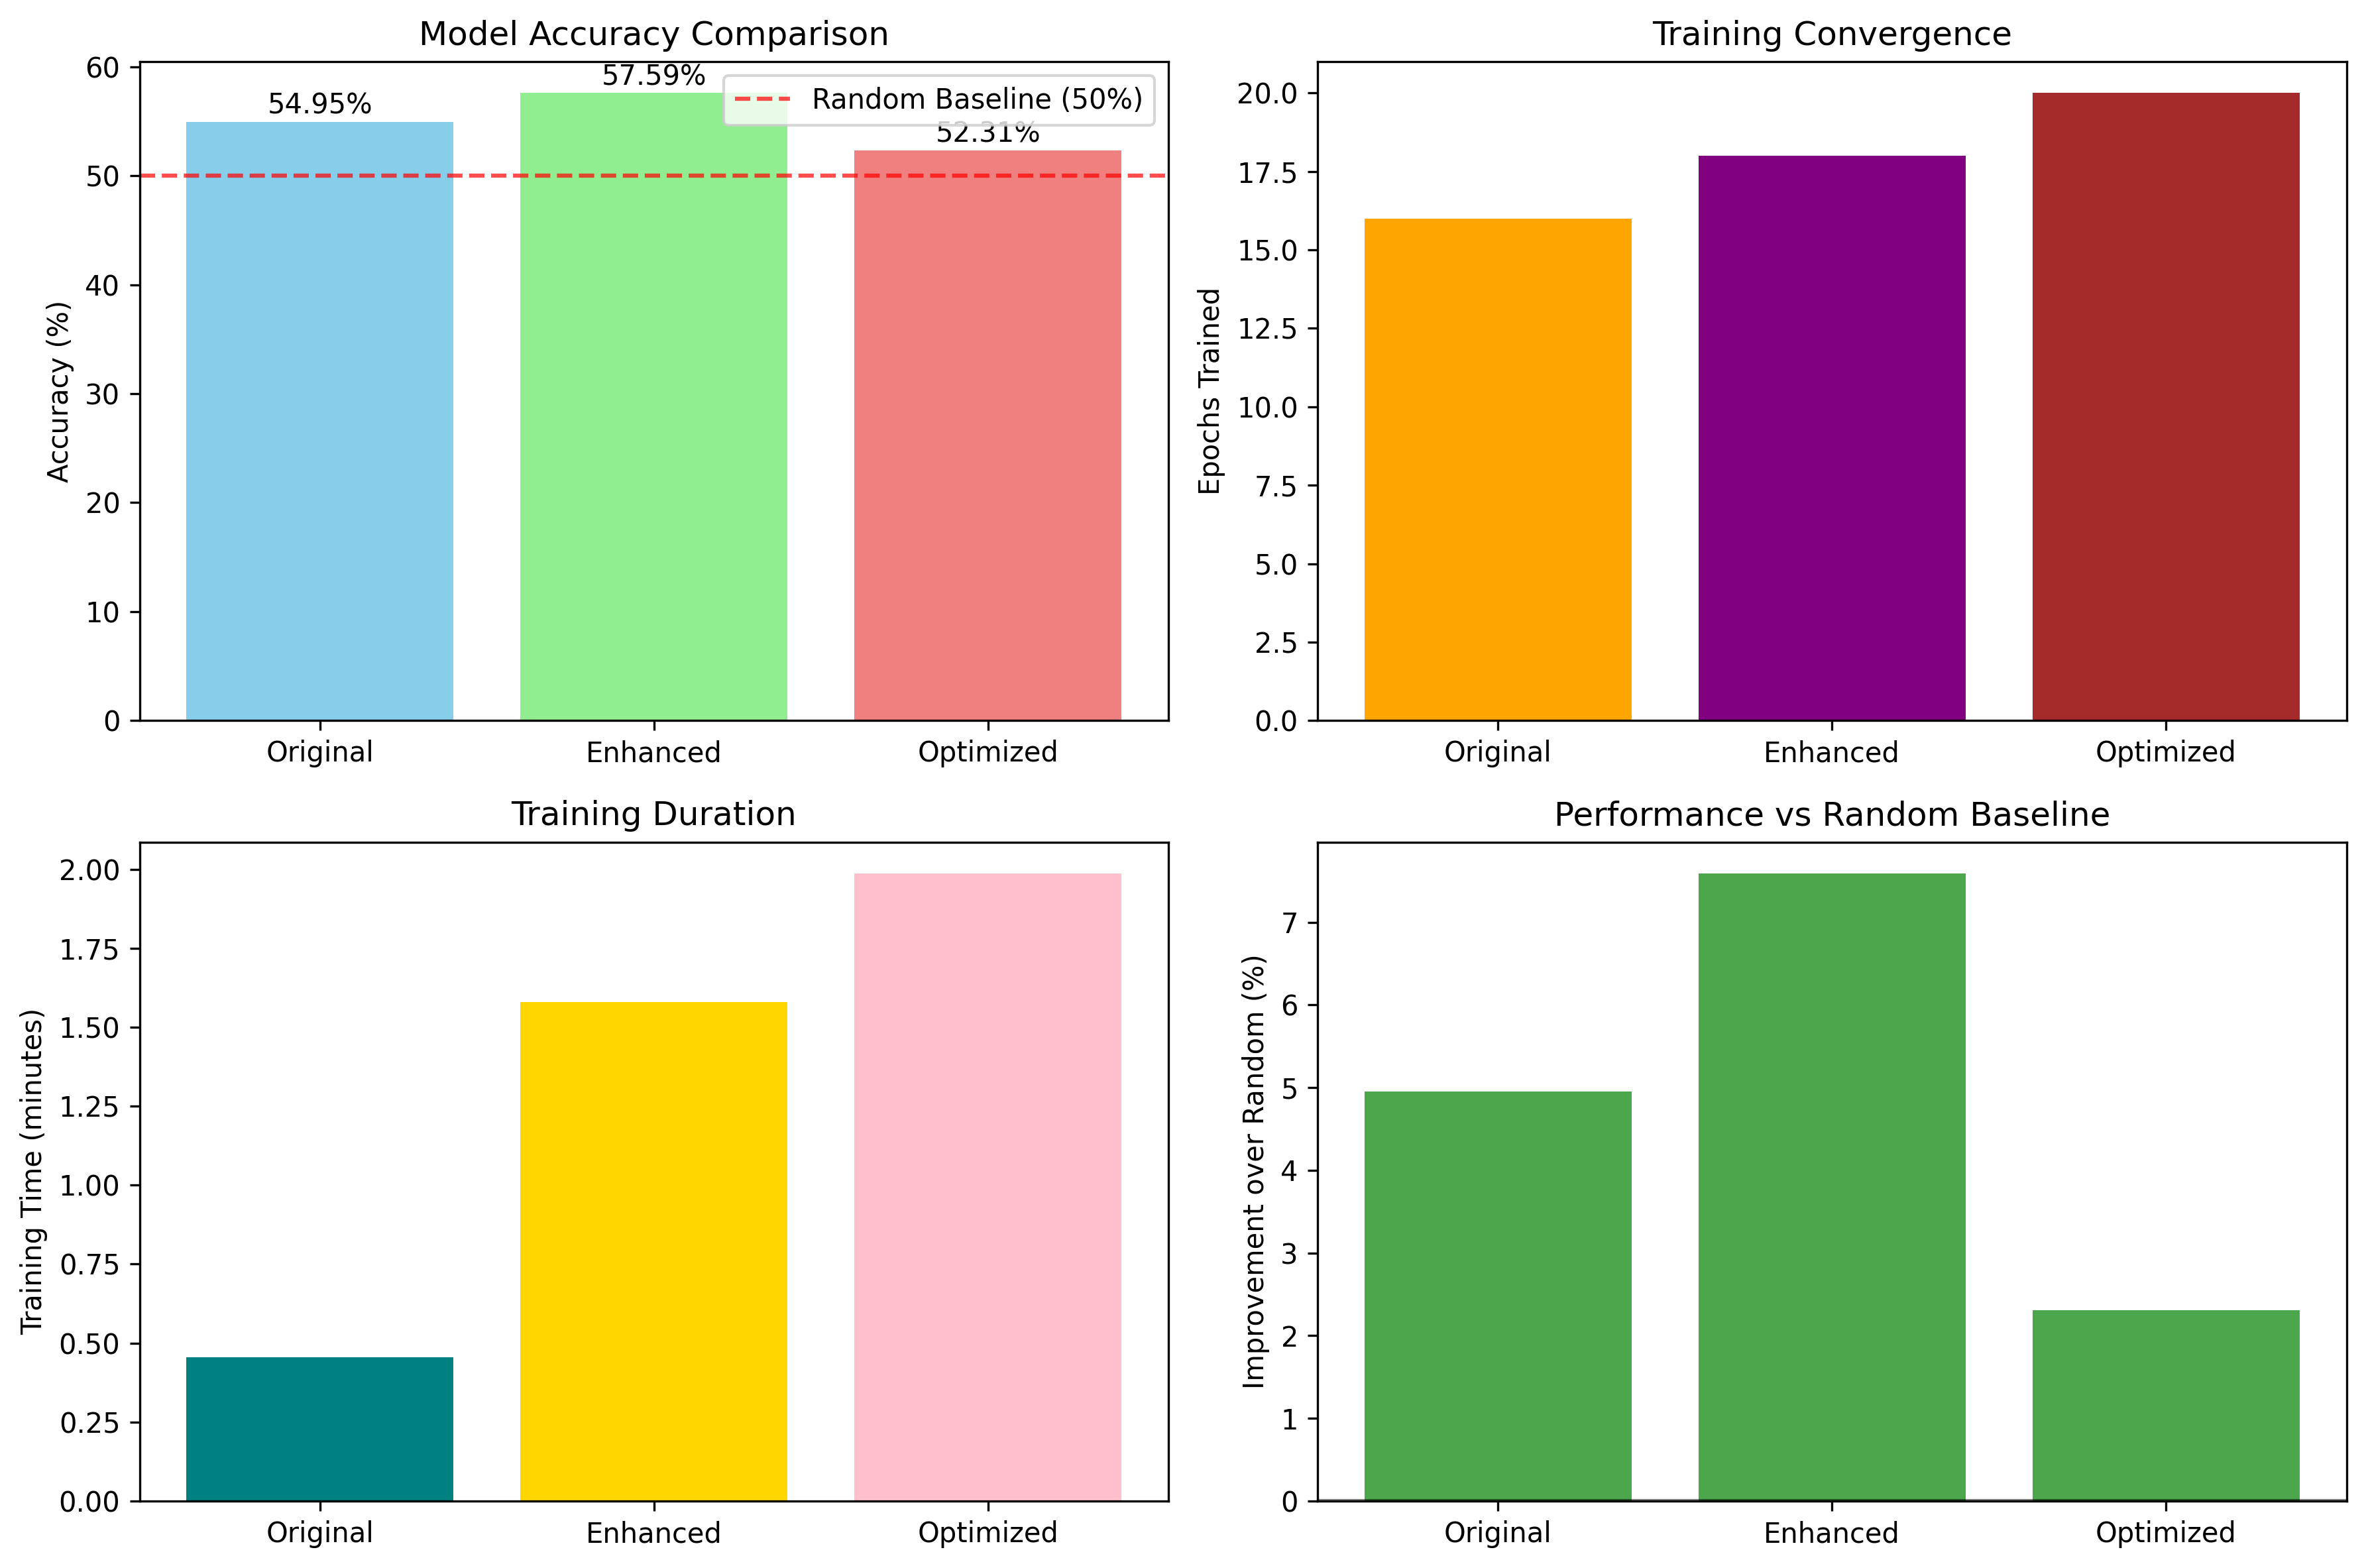 Model Accuracy Comparison
Accuracy (%)
60
50
40
30
20
10
0
54.95%
57.59%
52.31%
Random Baseline (50%)
Original
Enhanced
Optimized
Training Convergence
Epochs Trained
20.0
17.5
15.0
12.5
10.0
7.5
5.0
2.5
0.0
Original
Enhanced
Optimized
Training Duration
Training Time (minutes)
2.00
1.75
1.50
1.25
1.00
0.75
0.50
0.25
0.00
Original
Enhanced
Optimized
Performance vs Random Baseline
Improvement over Random (%)
7
6
5
4
3
2
1
0
Original
Enhanced
Optimized